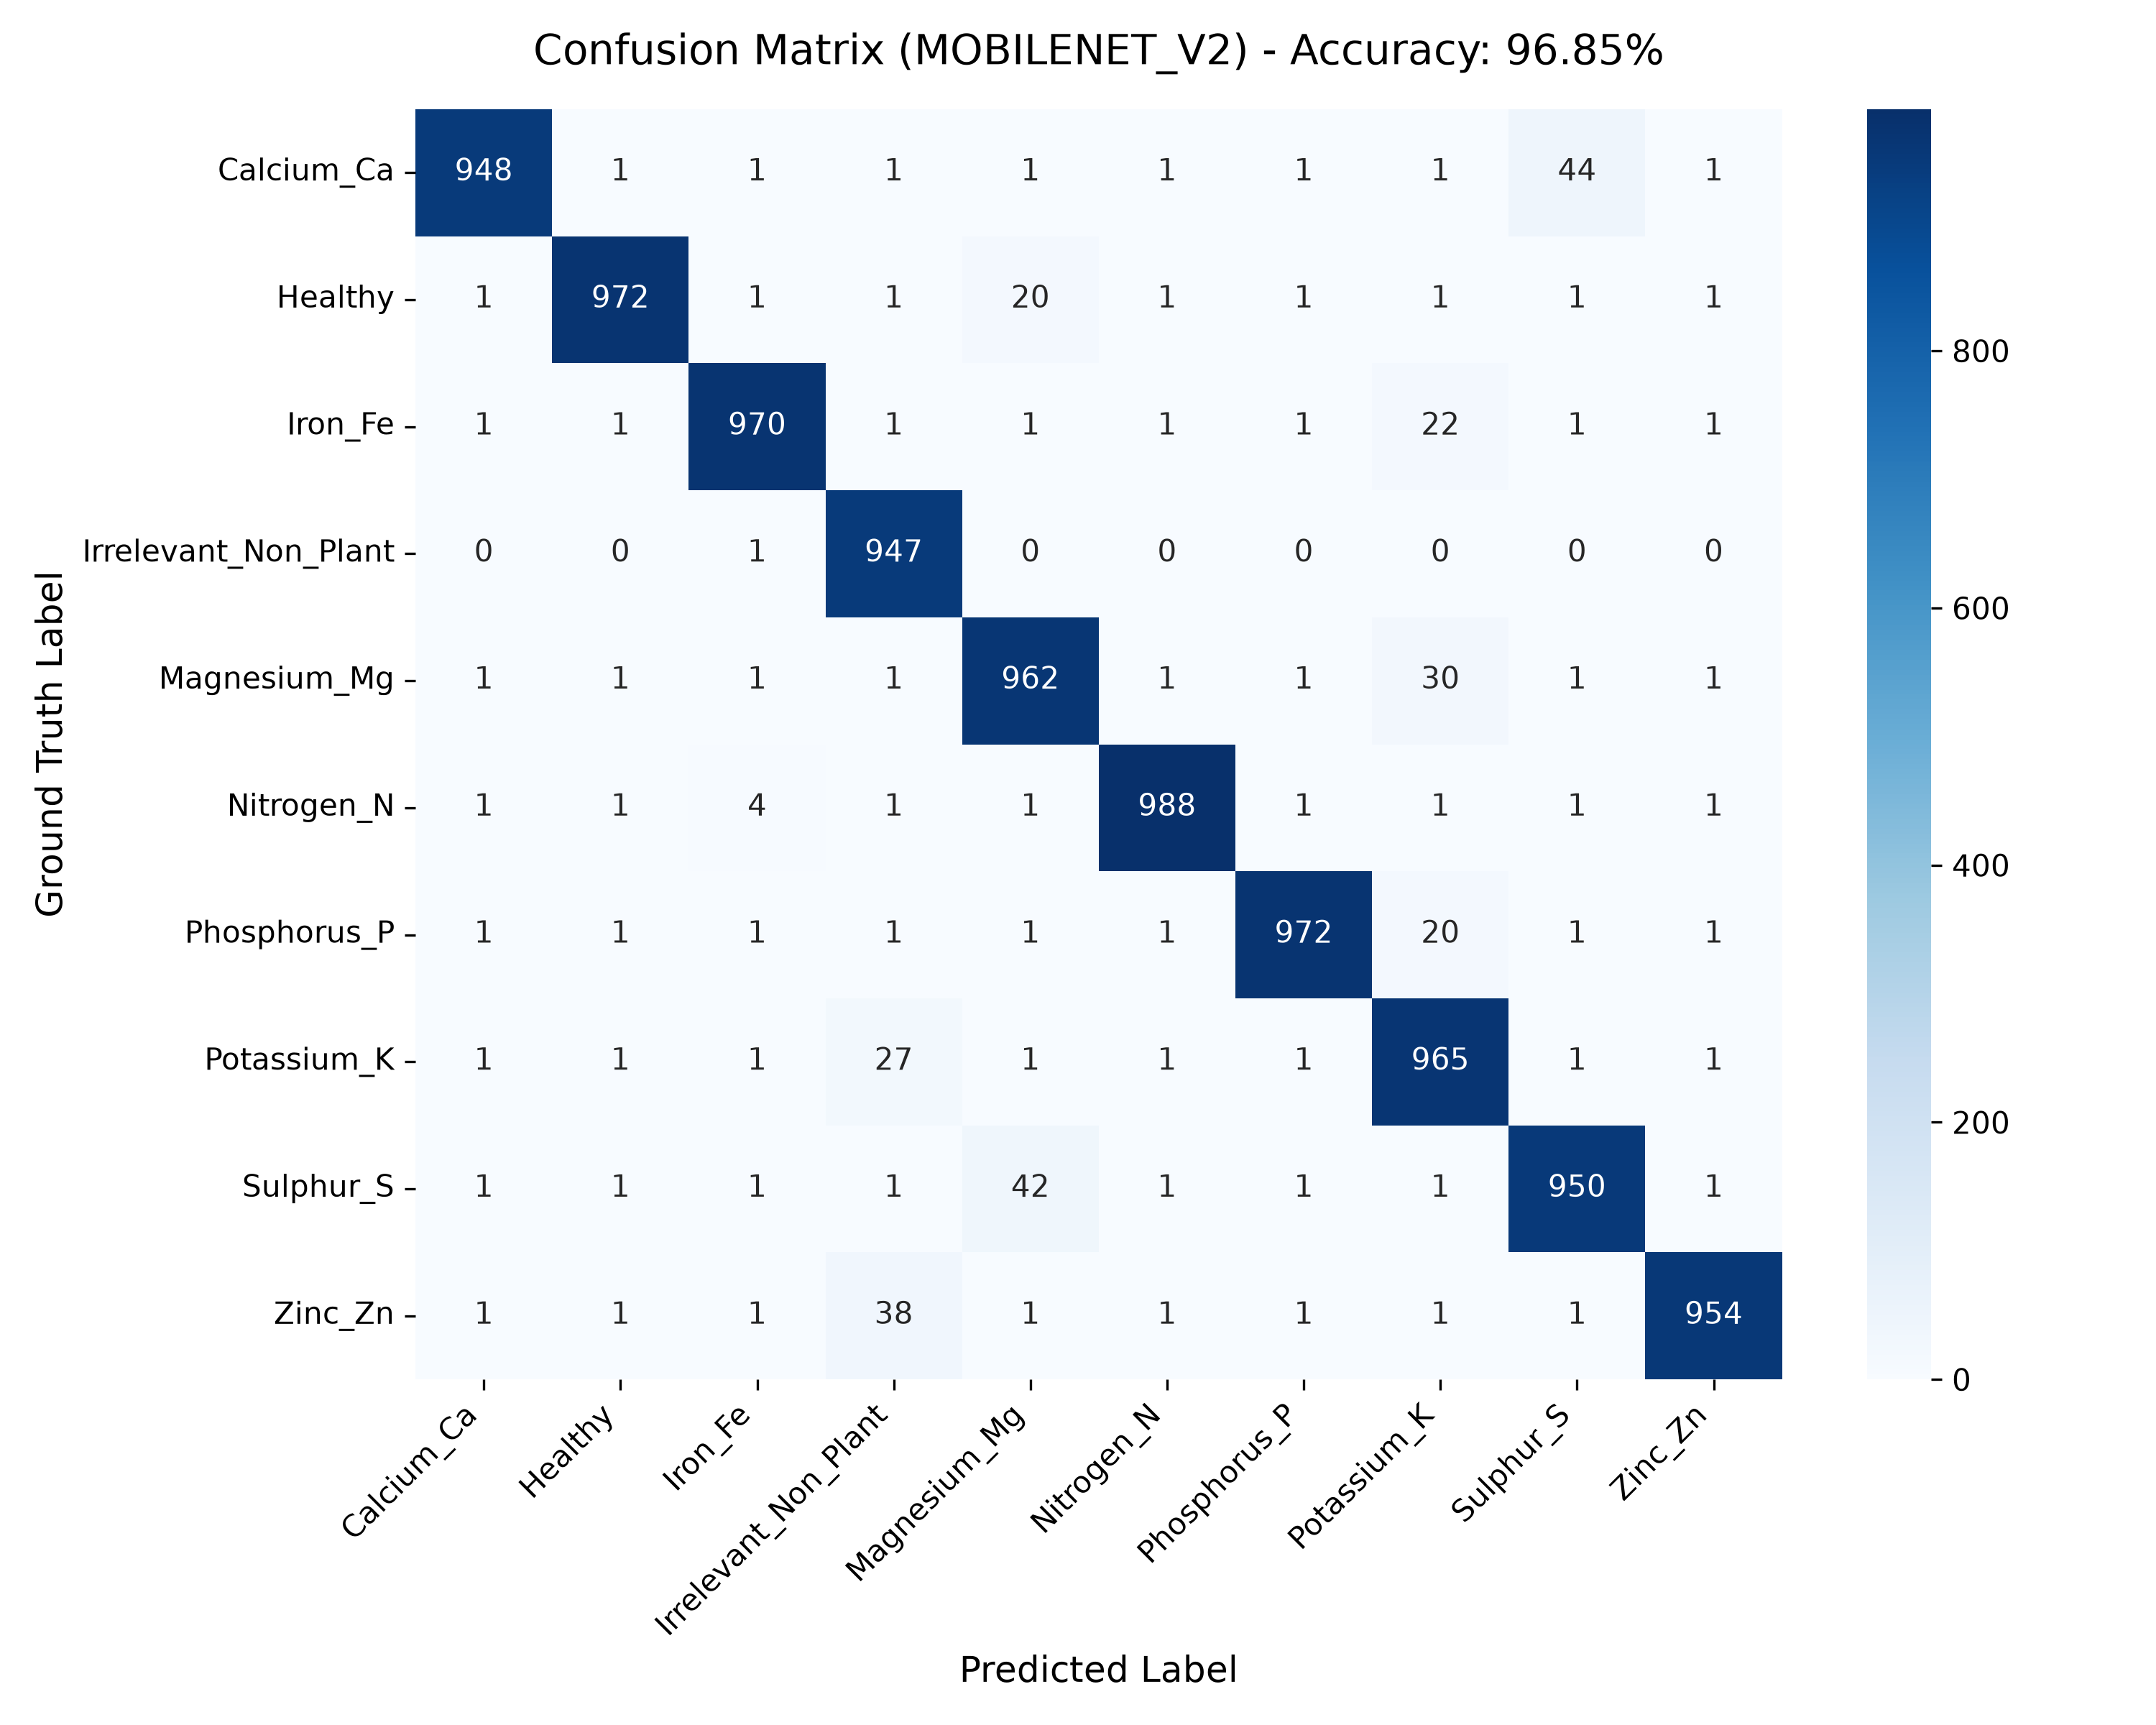 Confusion Matrix (MOBILENET_V2) - Accuracy: 96.85%
Ground Truth Label
Calcium_Ca 948 1 1 1 1 1 1 1 44 1
Healthy 1 972 1 1 20 1 1 1 1 1
Iron_Fe 1 1 970 1 1 1 1 22 1 1
Irrelevant_Non_Plant 0 0 1 947 0 0 0 0 0 0
Magnesium_Mg 1 1 1 1 962 1 1 30 1 1
Nitrogen_N 1 1 4 1 1 988 1 1 1 1
Phosphorus_P 1 1 1 1 1 1 972 20 1 1
Potassium_K 1 1 1 27 1 1 1 965 1 1
Sulphur_S 1 1 1 1 42 1 1 1 950 1
Zinc_Zn 1 1 1 38 1 1 1 1 1 954
Calcium_Ca Healthy Iron_Fe Irrelevant_Non_Plant Magnesium_Mg Nitrogen_N Phosphorus_P Potassium_K Sulphur_S Zinc_Zn
Predicted Label
800
600
400
200
0